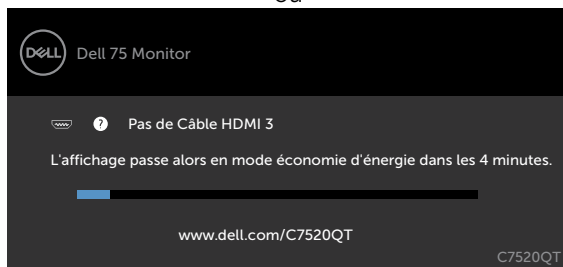 ou
DELL Dell 75 Monitor
? Pas de Câble HDMI 3
L'affichage passe alors en mode économie d'énergie dans les 4 minutes.
www.dell.com/C7520QT
C7520QT